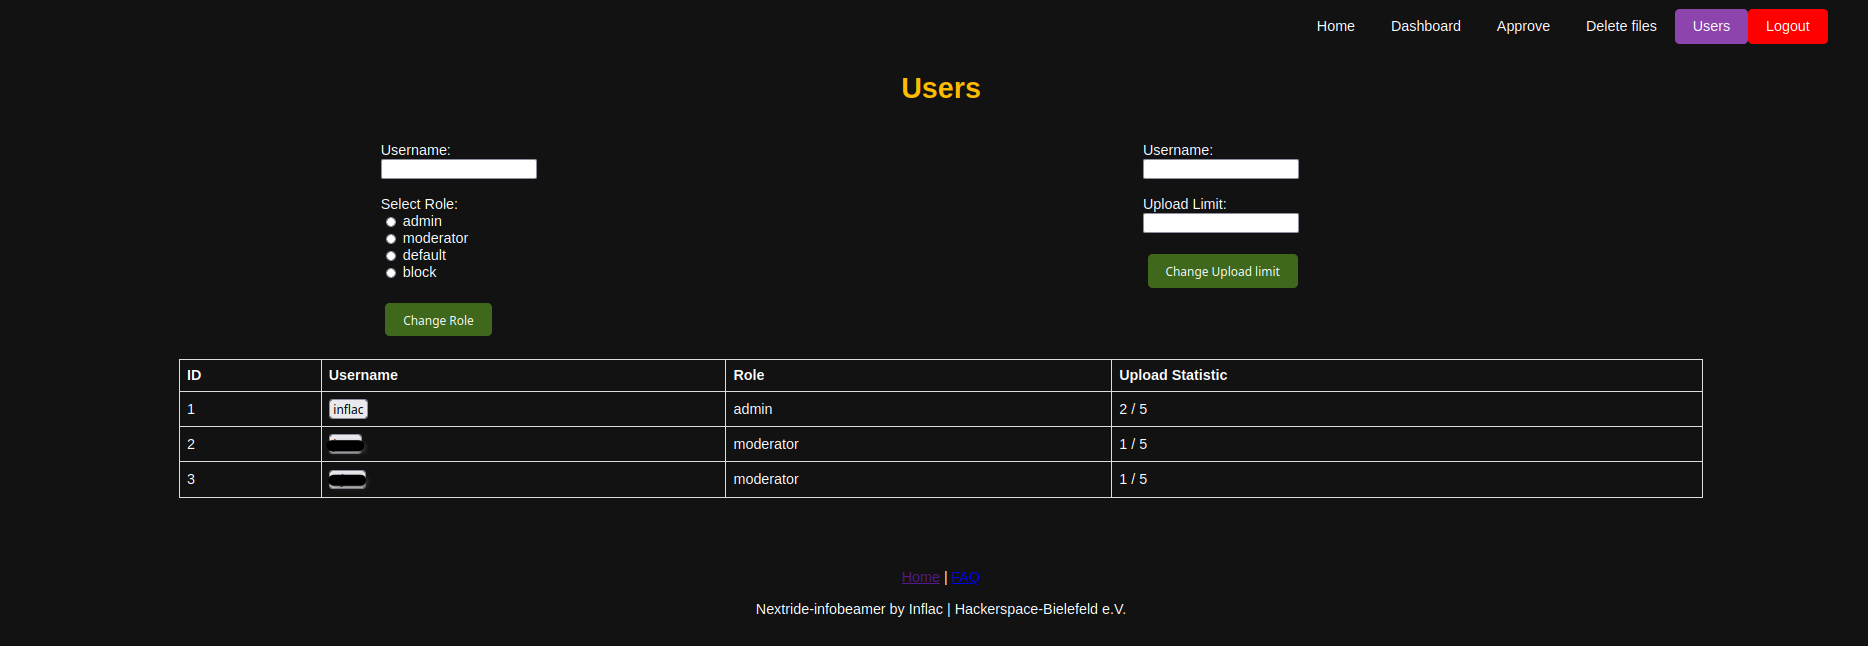 Home Dashboard Approve Delete files Users Logout
Users
Username:
Select Role:
admin
moderator
default
block
Change Role
Username:
Upload Limit:
Change Upload limit
ID Username Role Upload Statistic
1 inflac admin 2 / 5
2 moderator 1 / 5
3 moderator 1 / 5
Home | FAQ
Nextride-infobeamer by Inflac | Hackerspace-Bielefeld e.V.